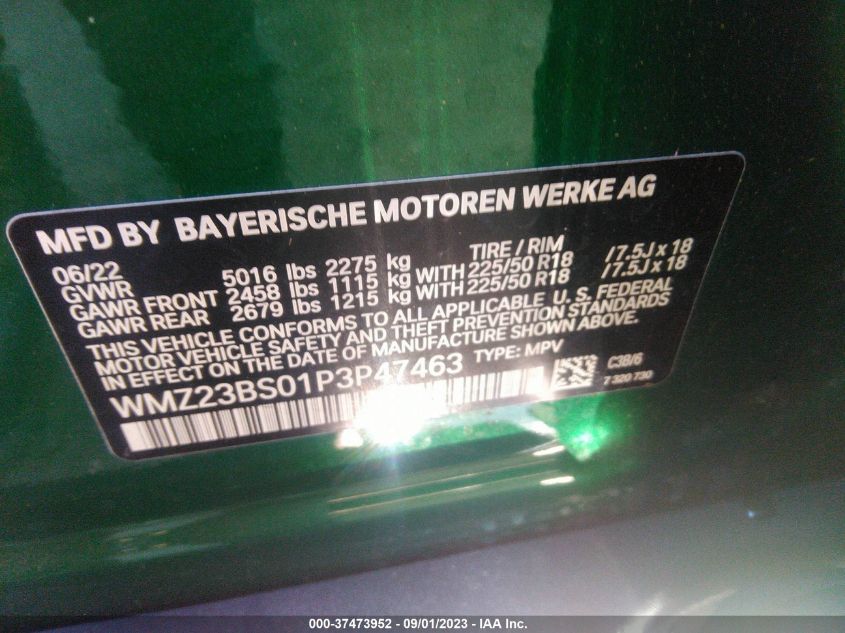 MFD BY BAYERISCHE MOTOREN WERKE AG
06/22 TIRE / RIM
GVWR 5016 lbs 2275 kg
GAWR FRONT 2458 lbs 1115 kg WITH 225/50 R18 /7.5J x 18
GAWR REAR 2679 lbs 1215 kg WITH 225/50 R18 /7.5J x 18
THIS VEHICLE CONFORMS TO ALL APPLICABLE U. S. FEDERAL
MOTOR VEHICLE SAFETY AND THEFT PREVENTION STANDARDS
IN EFFECT ON THE DATE OF MANUFACTURE SHOWN ABOVE.
WMZ23BS01P3P47463 TYPE: MPV
C3B/6
7 320 730
000-37473952 - 09/01/2023 - IAA Inc.